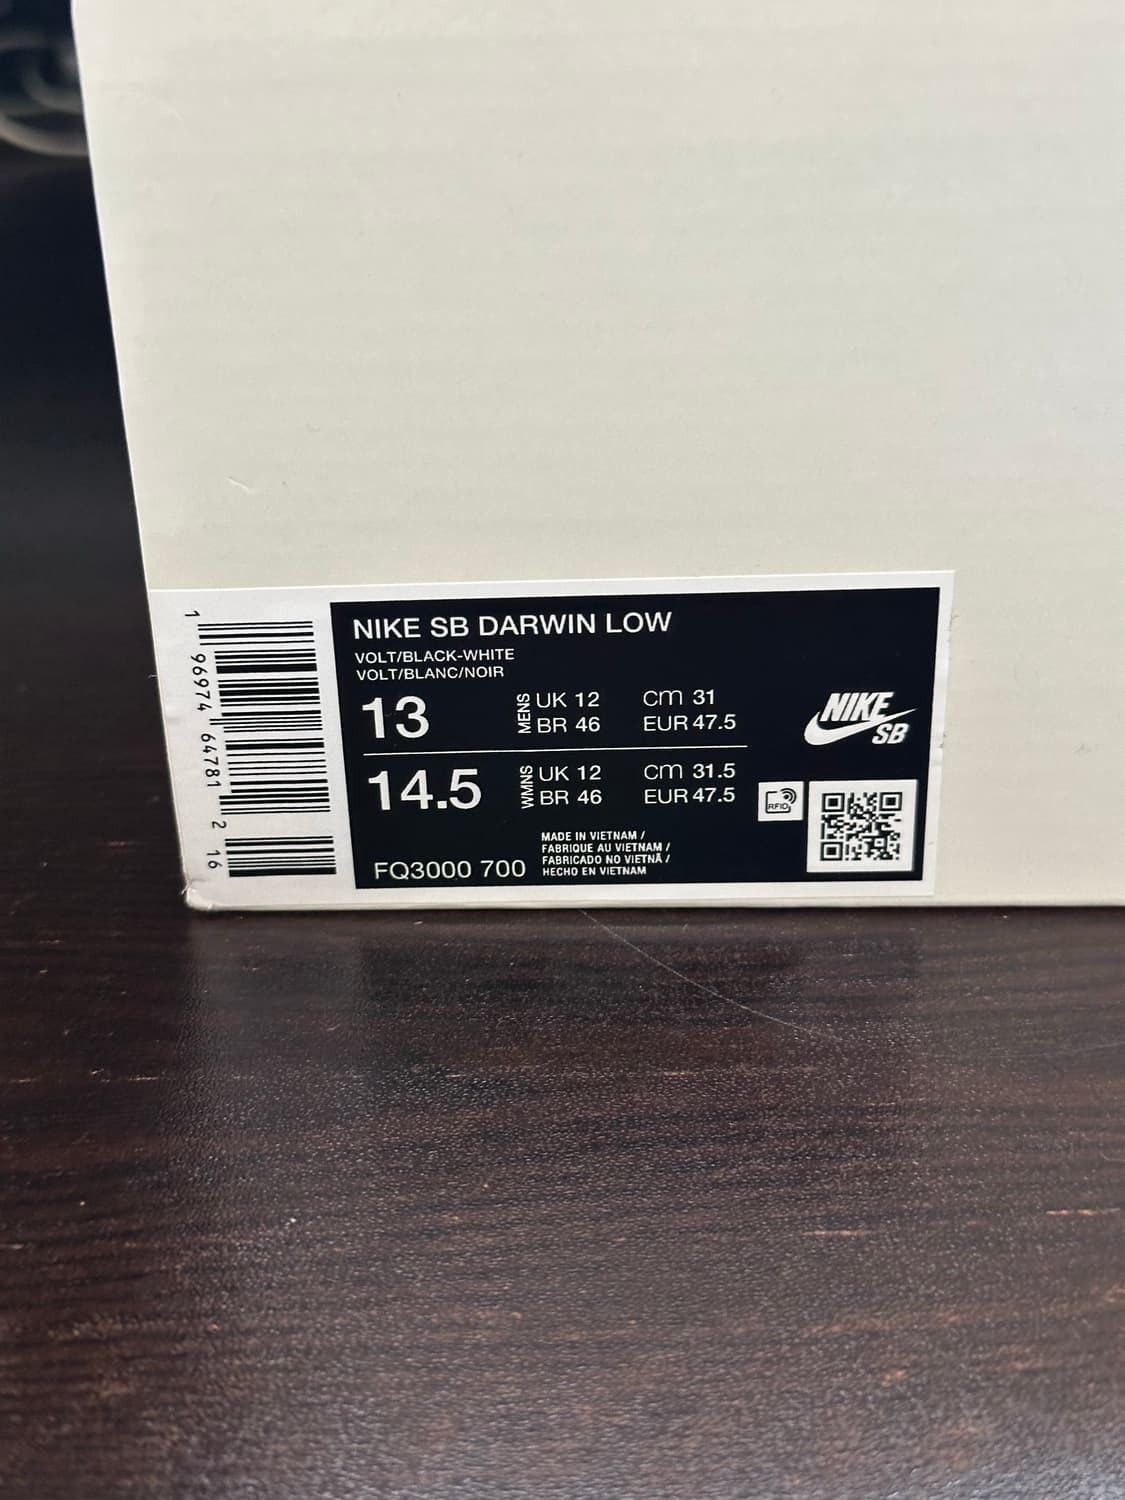 NIKE SB DARWIN LOW
VOLT/BLACK-WHITE
VOLT/BLANC/NOIR
13 MENS UK 12 cm 31
BR 46 EUR 47.5
14.5 WMNS UK 12 cm 31.5
BR 46 EUR 47.5
NIKE
SB
RFID
MADE IN VIETNAM /
FABRIQUE AU VIETNAM /
FABRICADO NO VIETNÃ /
HECHO EN VIETNAM
FQ3000 700
1 96974 64781 2 16